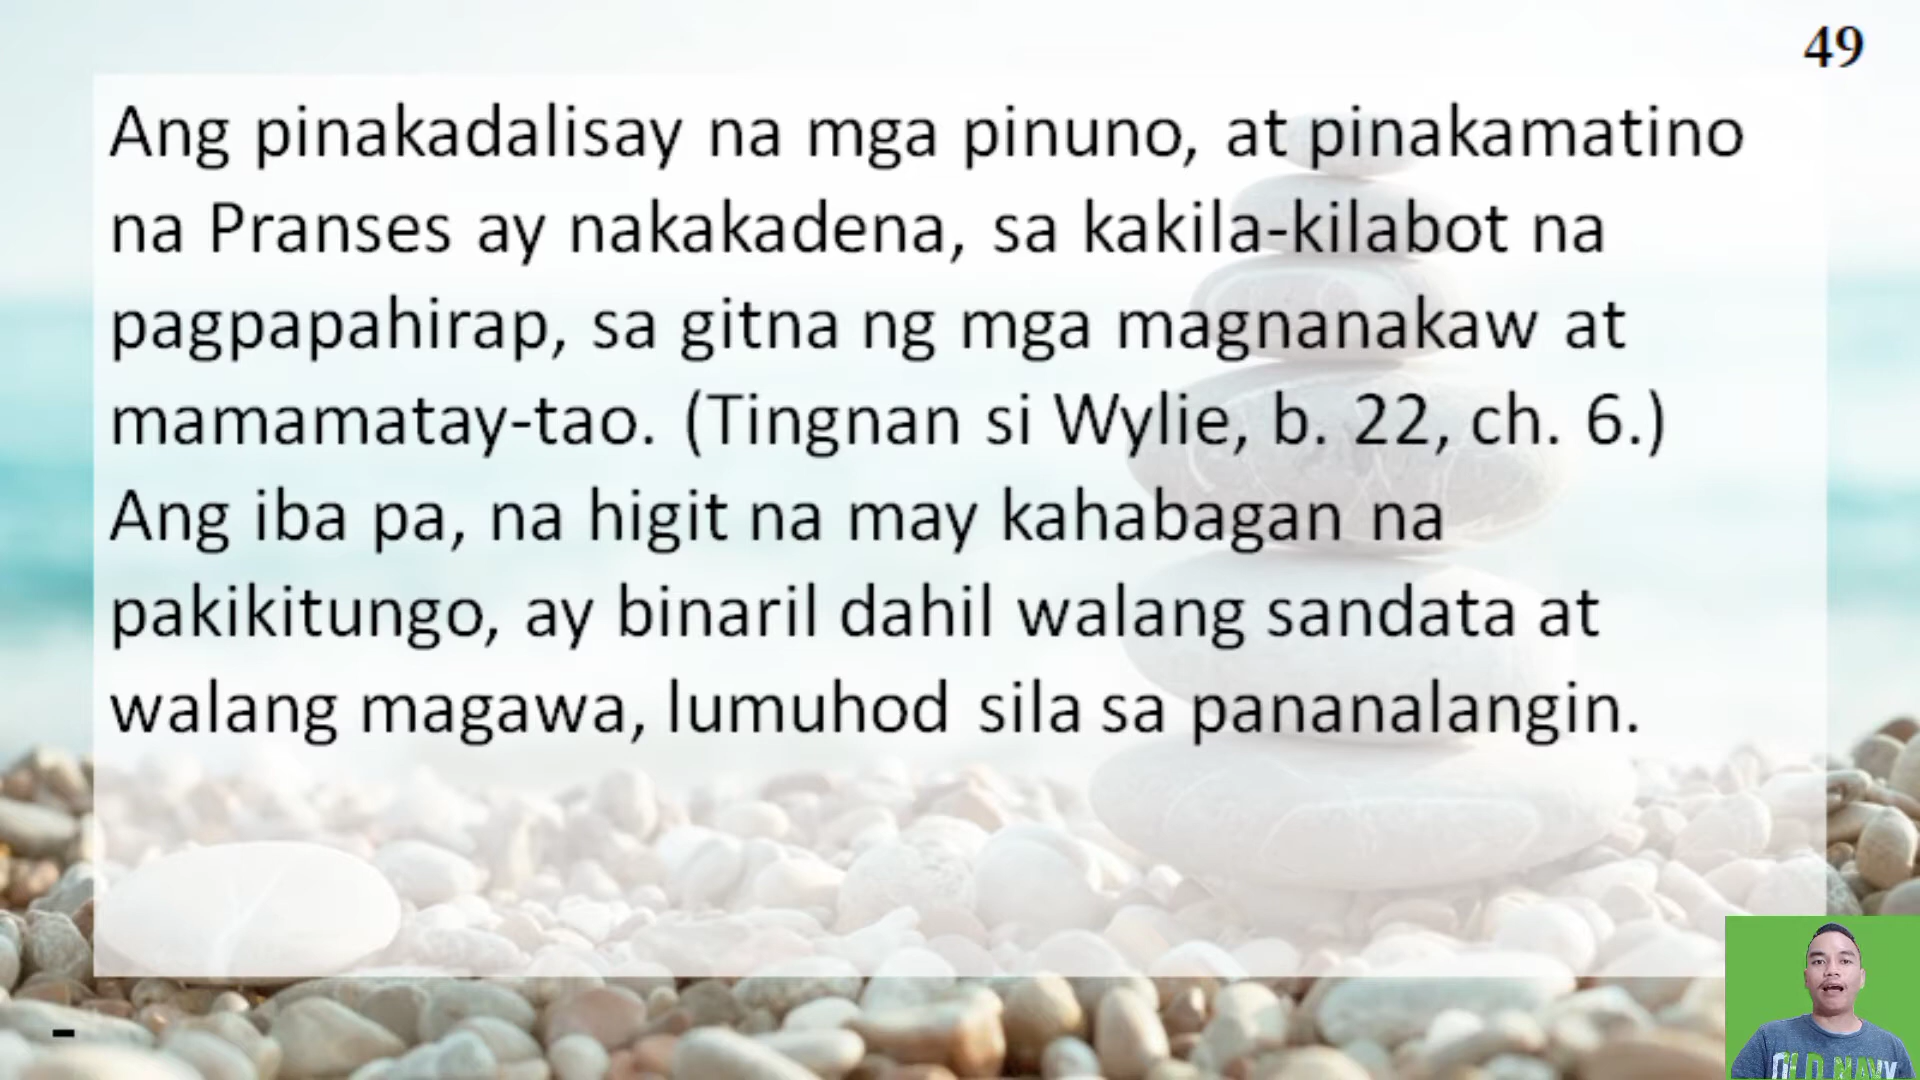 49
Ang pinakadalisay na mga pinuno, at pinakamatino
na Pranses ay nakakadena, sa kakila-kilabot na
pagpapahirap, sa gitna ng mga magnanakaw at
mamamatay-tao. (Tingnan si Wylie, b. 22, ch. 6.)
Ang iba pa, na higit na may kahabagan na
pakikitungo, ay binaril dahil walang sandata at
walang magawa, lumuhod sila sa pananalangin.
-
OLD NAVY